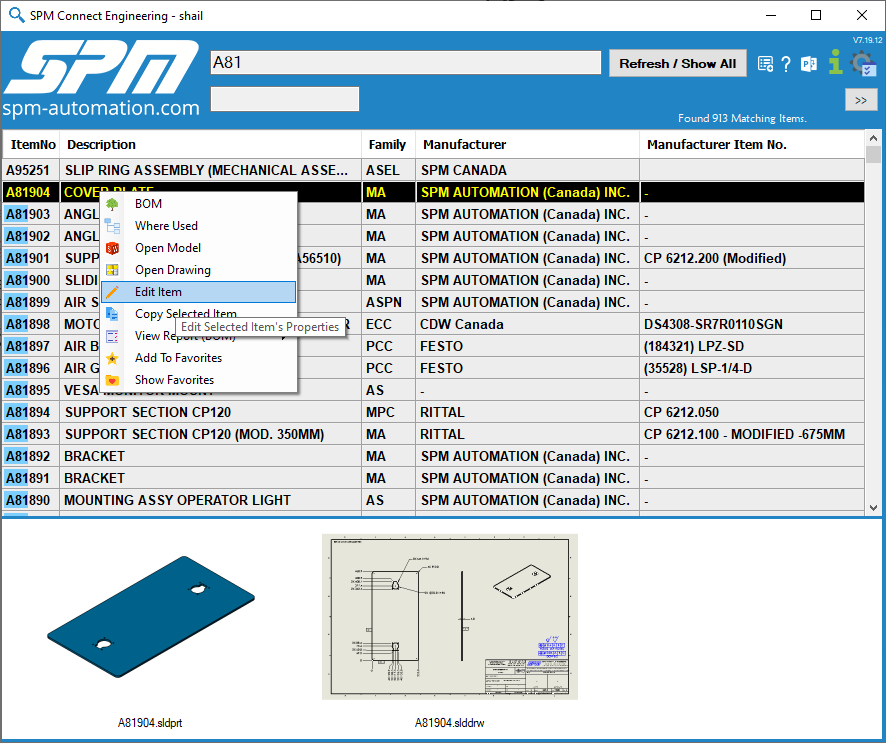 SPM Connect Engineering - shail
V7.19.12
SPM
spm-automation.com
A81
Refresh / Show All
>>
Found 913 Matching Items.
ItemNo Description Family Manufacturer Manufacturer Item No.
A95251 SLIP RING ASSEMBLY (MECHANICAL ASSE... ASEL SPM CANADA
A81904 COVER PLATE MA SPM AUTOMATION (Canada) INC. -
A81903 ANGL MA SPM AUTOMATION (Canada) INC. -
A81902 ANGL MA SPM AUTOMATION (Canada) INC. -
A81901 SUPP A56510) MA SPM AUTOMATION (Canada) INC. CP 6212.200 (Modified)
A81900 SLIDI MA SPM AUTOMATION (Canada) INC. -
A81899 AIR S ASPN SPM AUTOMATION (Canada) INC. -
A81898 MOTO R ECC CDW Canada DS4308-SR7R0110SGN
A81897 AIR B PCC FESTO (184321) LPZ-SD
A81896 AIR G PCC FESTO (35528) LSP-1/4-D
A81895 VESA MONITOR MOUNT AS - -
A81894 SUPPORT SECTION CP120 MPC RITTAL CP 6212.050
A81893 SUPPORT SECTION CP120 (MOD. 350MM) MA RITTAL CP 6212.100 - MODIFIED -675MM
A81892 BRACKET MA SPM AUTOMATION (Canada) INC. -
A81891 BRACKET MA SPM AUTOMATION (Canada) INC. -
A81890 MOUNTING ASSY OPERATOR LIGHT AS SPM AUTOMATION (Canada) INC. -
BOM
Where Used
Open Model
Open Drawing
Edit Item
Copy Selected Item
Edit Selected Item's Properties
View Report (BOM)
Add To Favorites
Show Favorites
A81904.sldprt
A81904.slddrw